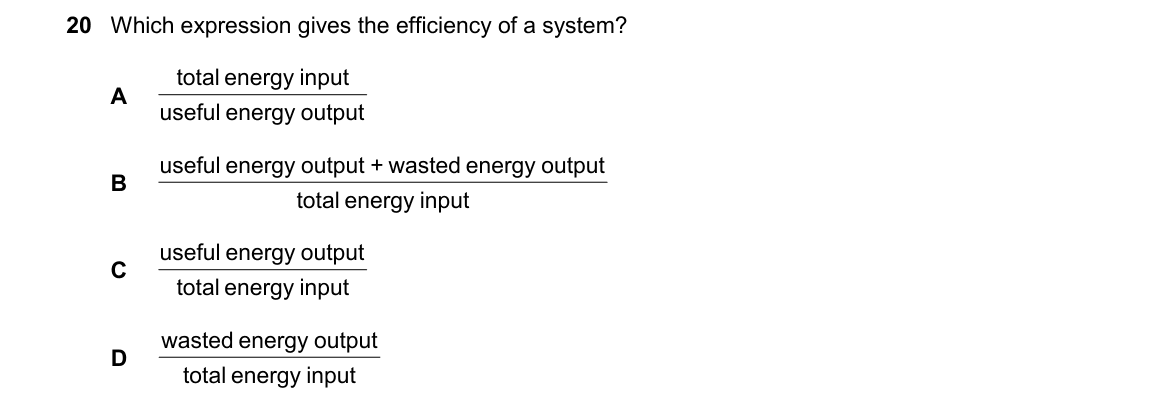 20 Which expression gives the efficiency of a system?
A
total energy input
useful energy output
B
useful energy output + wasted energy output
total energy input
C
useful energy output
total energy input
D
wasted energy output
total energy input